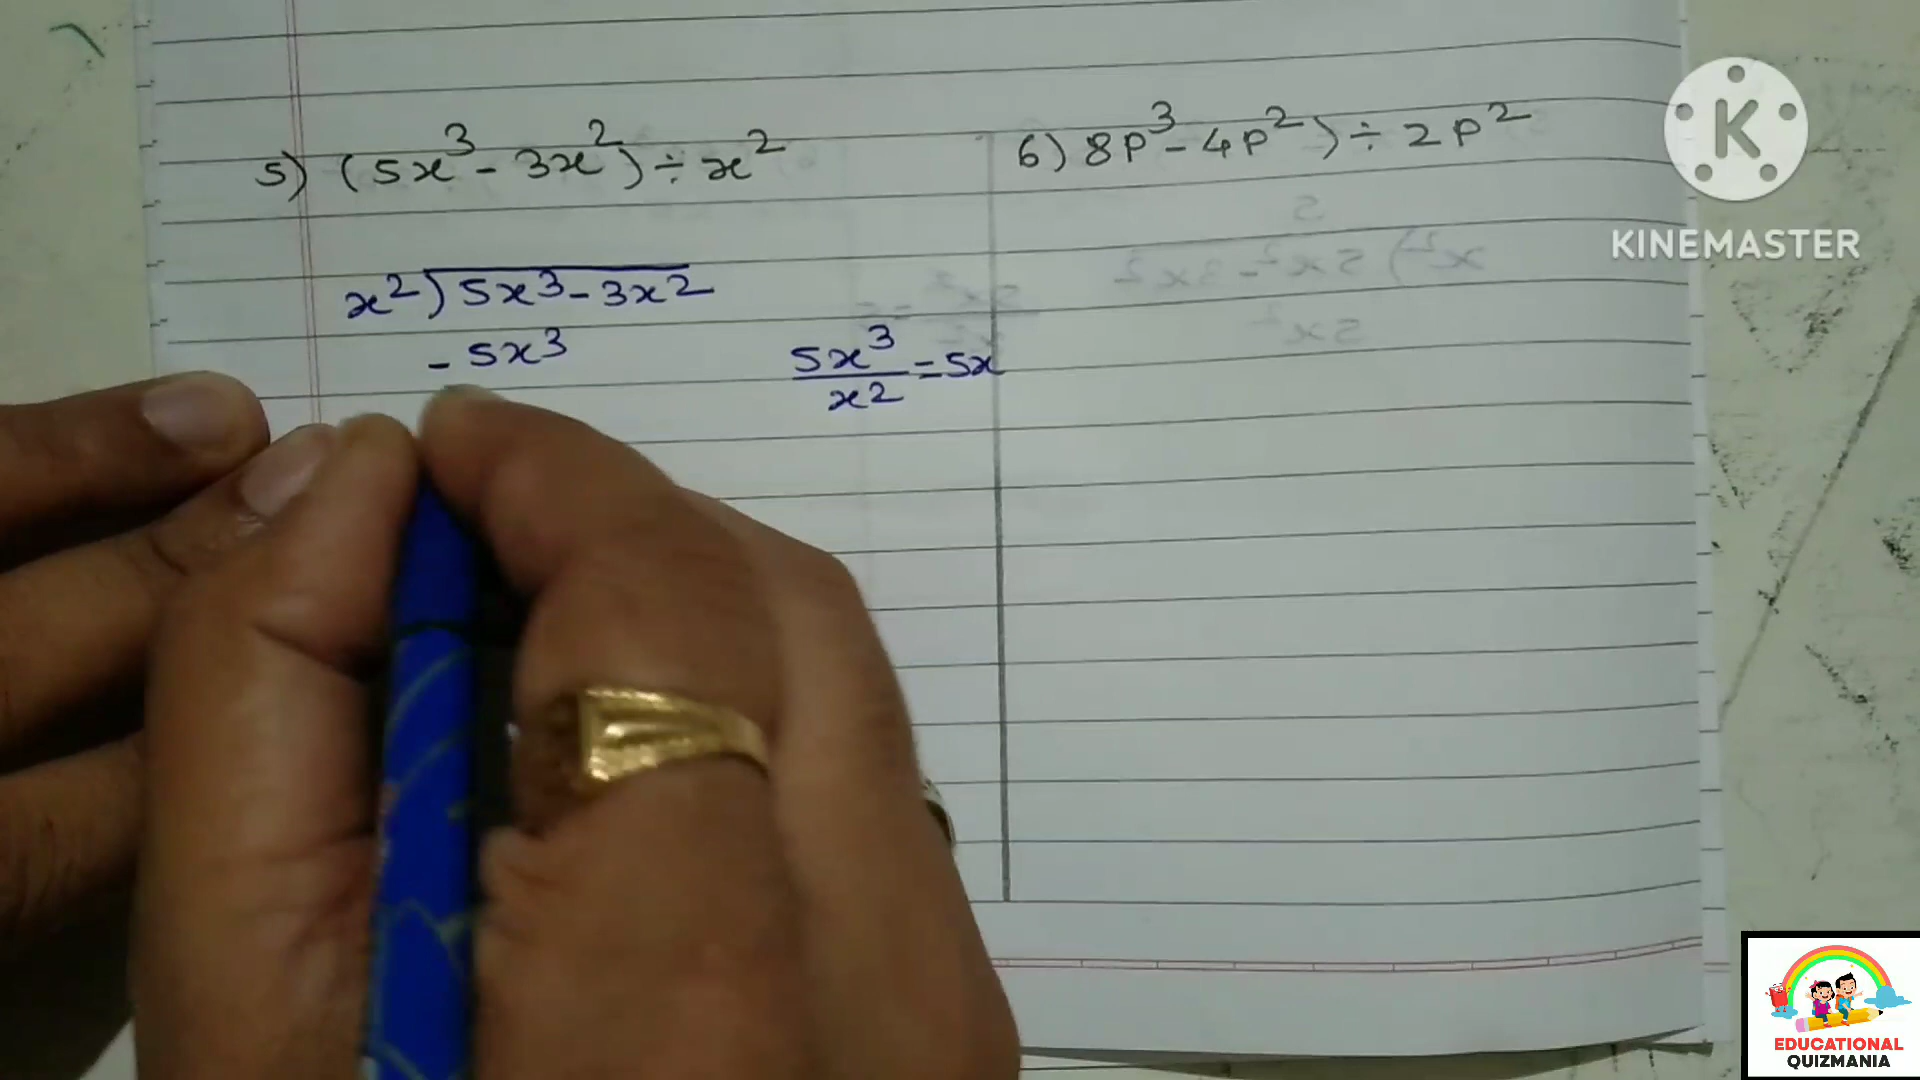 5) (5x³ - 3x²) ÷ x²
x²) 5x³ - 3x²
- 5x³
5x³/x² = 5x
6) 8p³ - 4p²) ÷ 2p²
KINEMASTER
EDUCATIONAL
QUIZMANIA